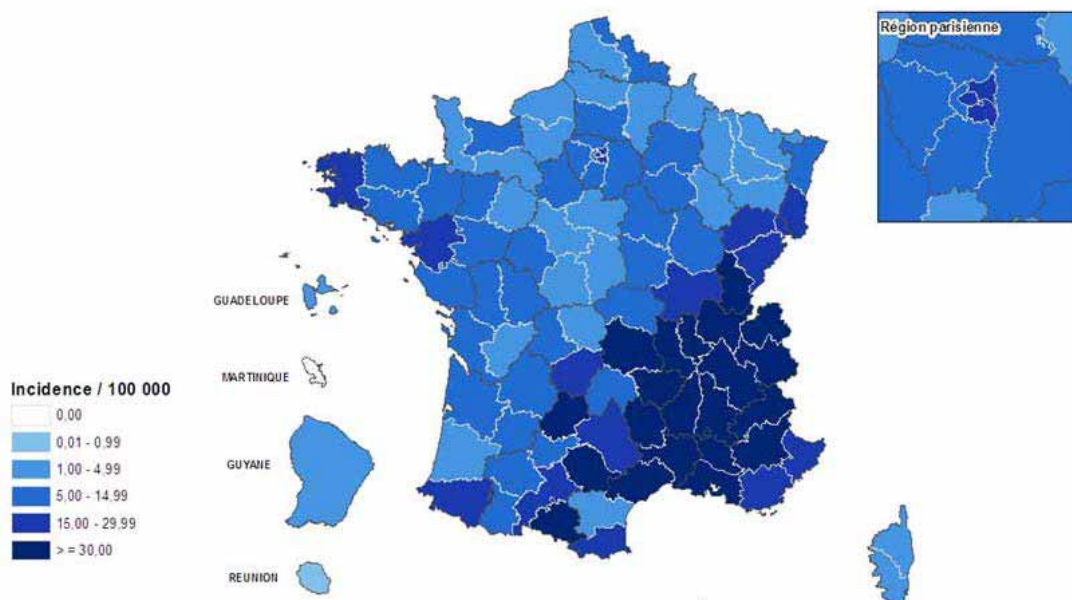 Région parisienne
GUADELOUPE
MARTINIQUE
GUYANE
REUNION
Incidence / 100 000
0,00
0,01 - 0,99
1,00 - 4,99
5,00 - 14,99
15,00 - 29,99
> = 30,00